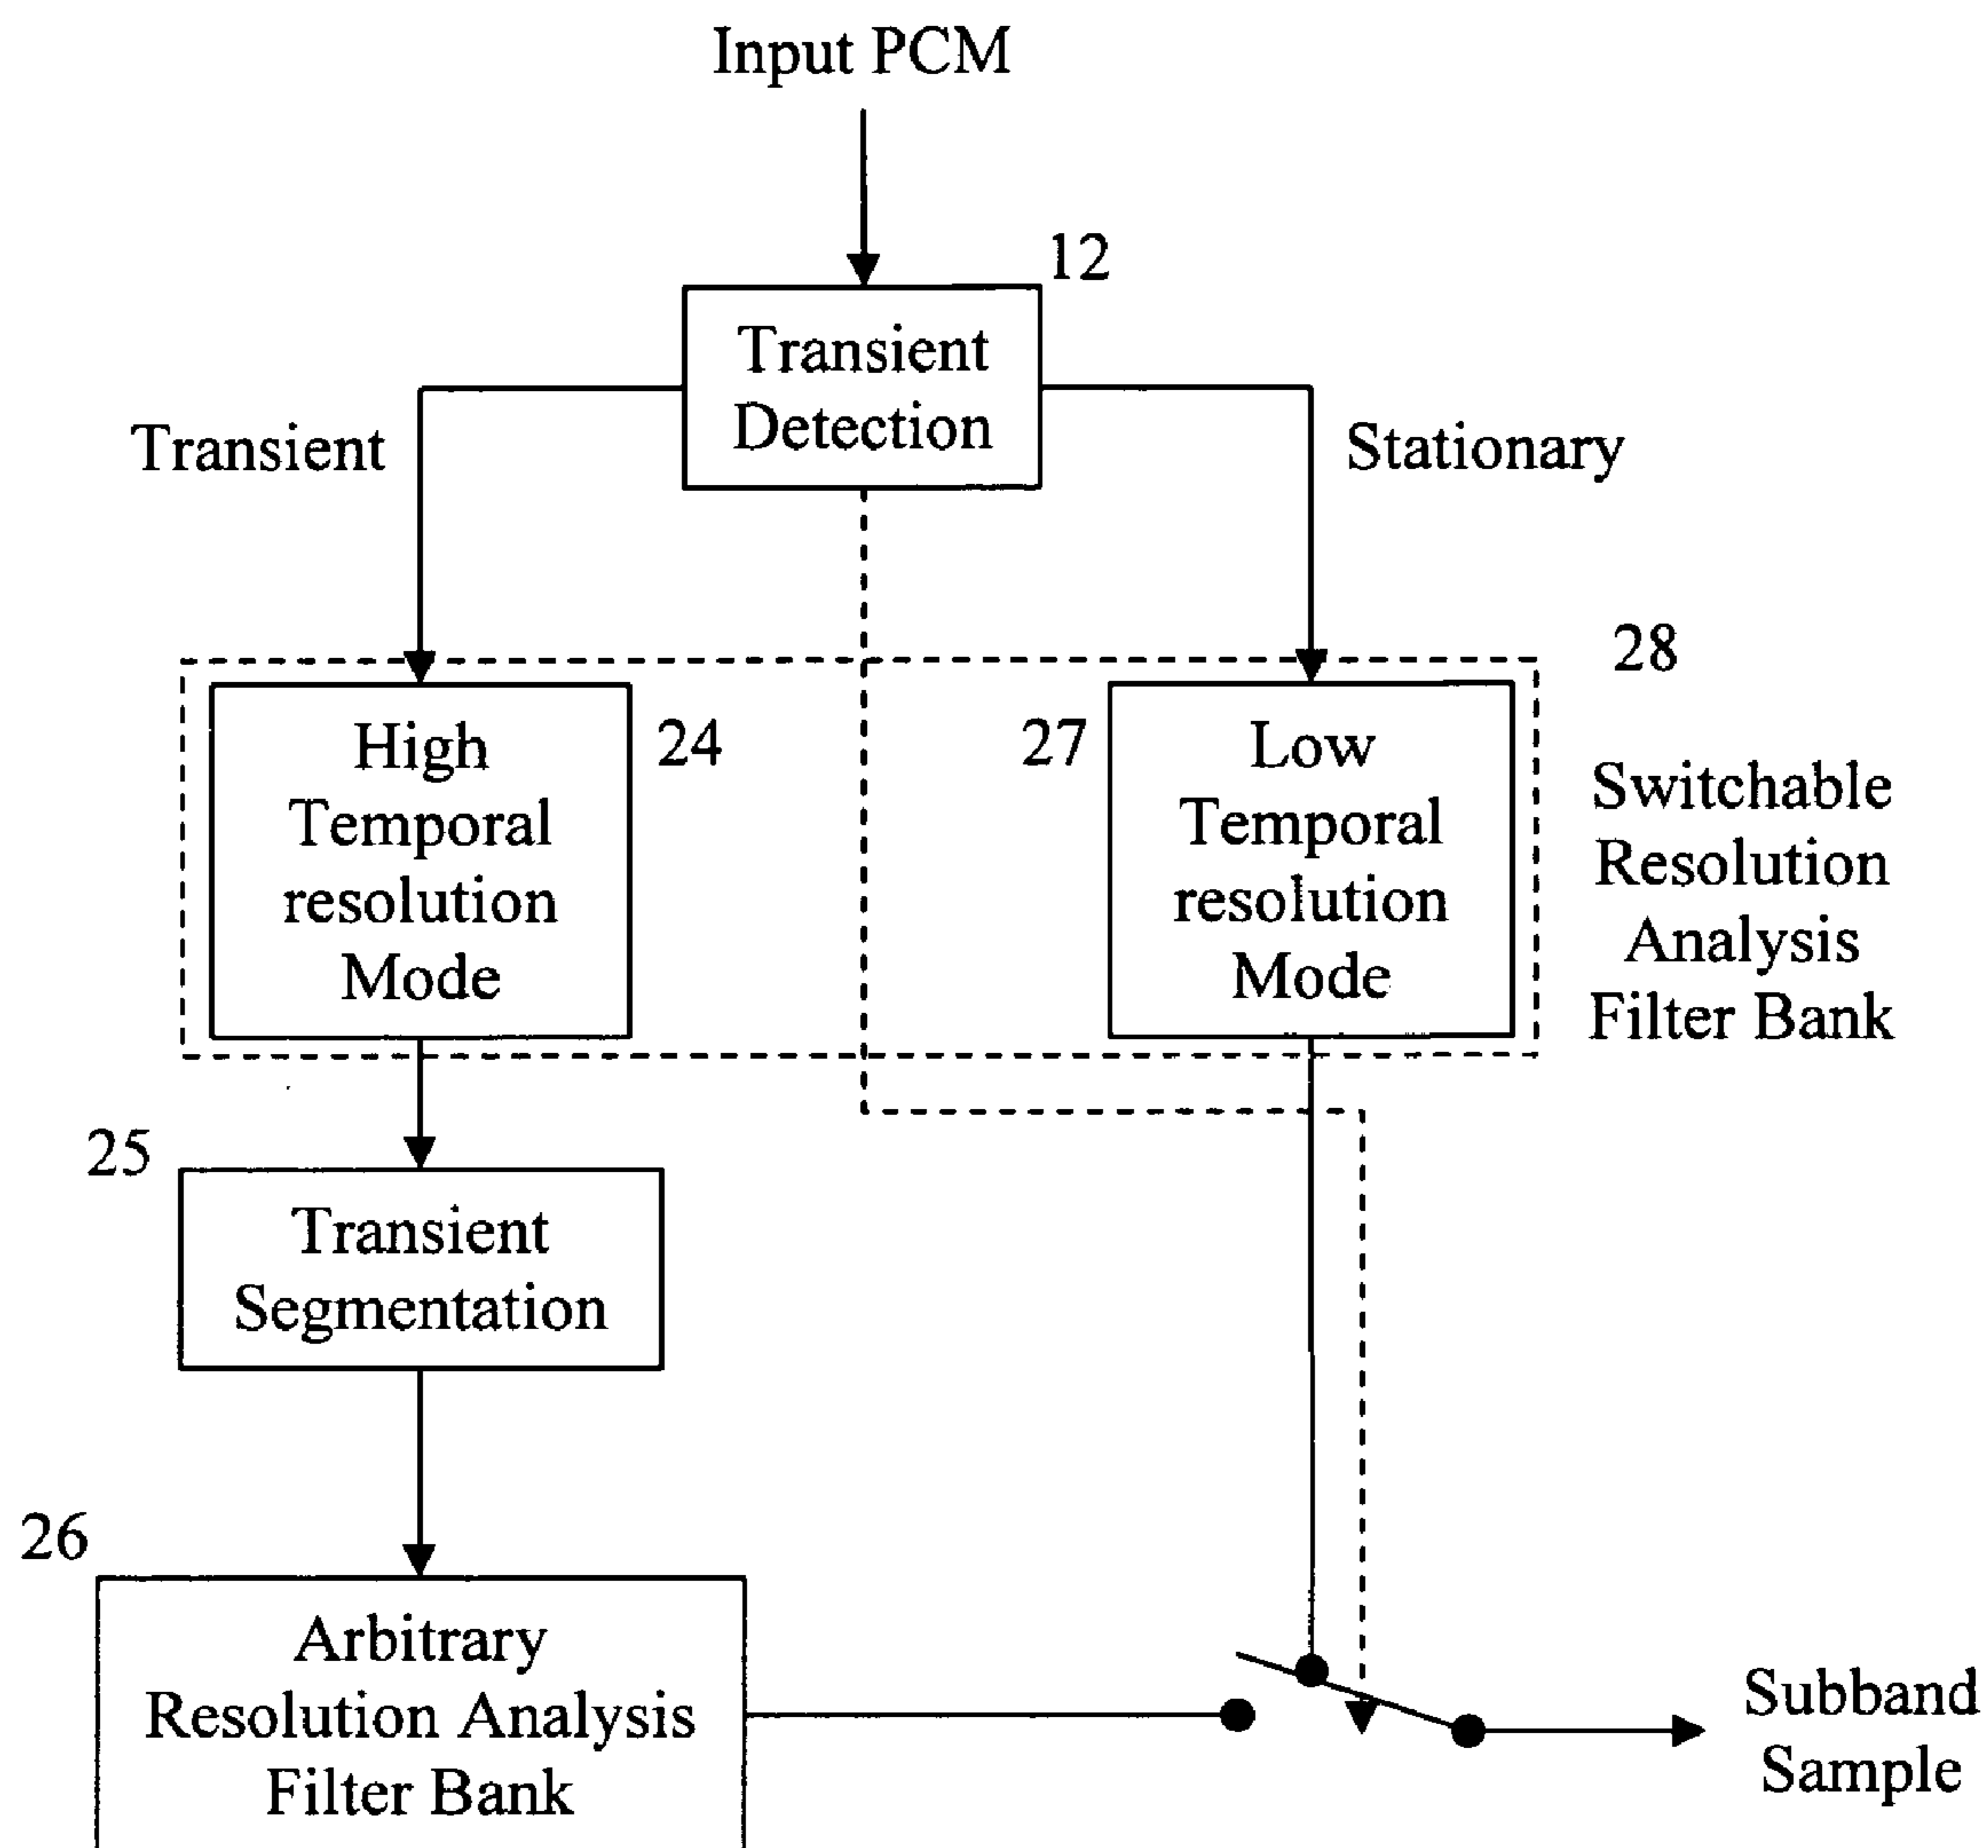 Input PCM
12
Transient
Detection
Transient
Stationary
28
High
Temporal
resolution
Mode
24
27
Low
Temporal
resolution
Mode
Switchable
Resolution
Analysis
Filter Bank
25
Transient
Segmentation
26
Arbitrary
Resolution Analysis
Filter Bank
Subband
Sample